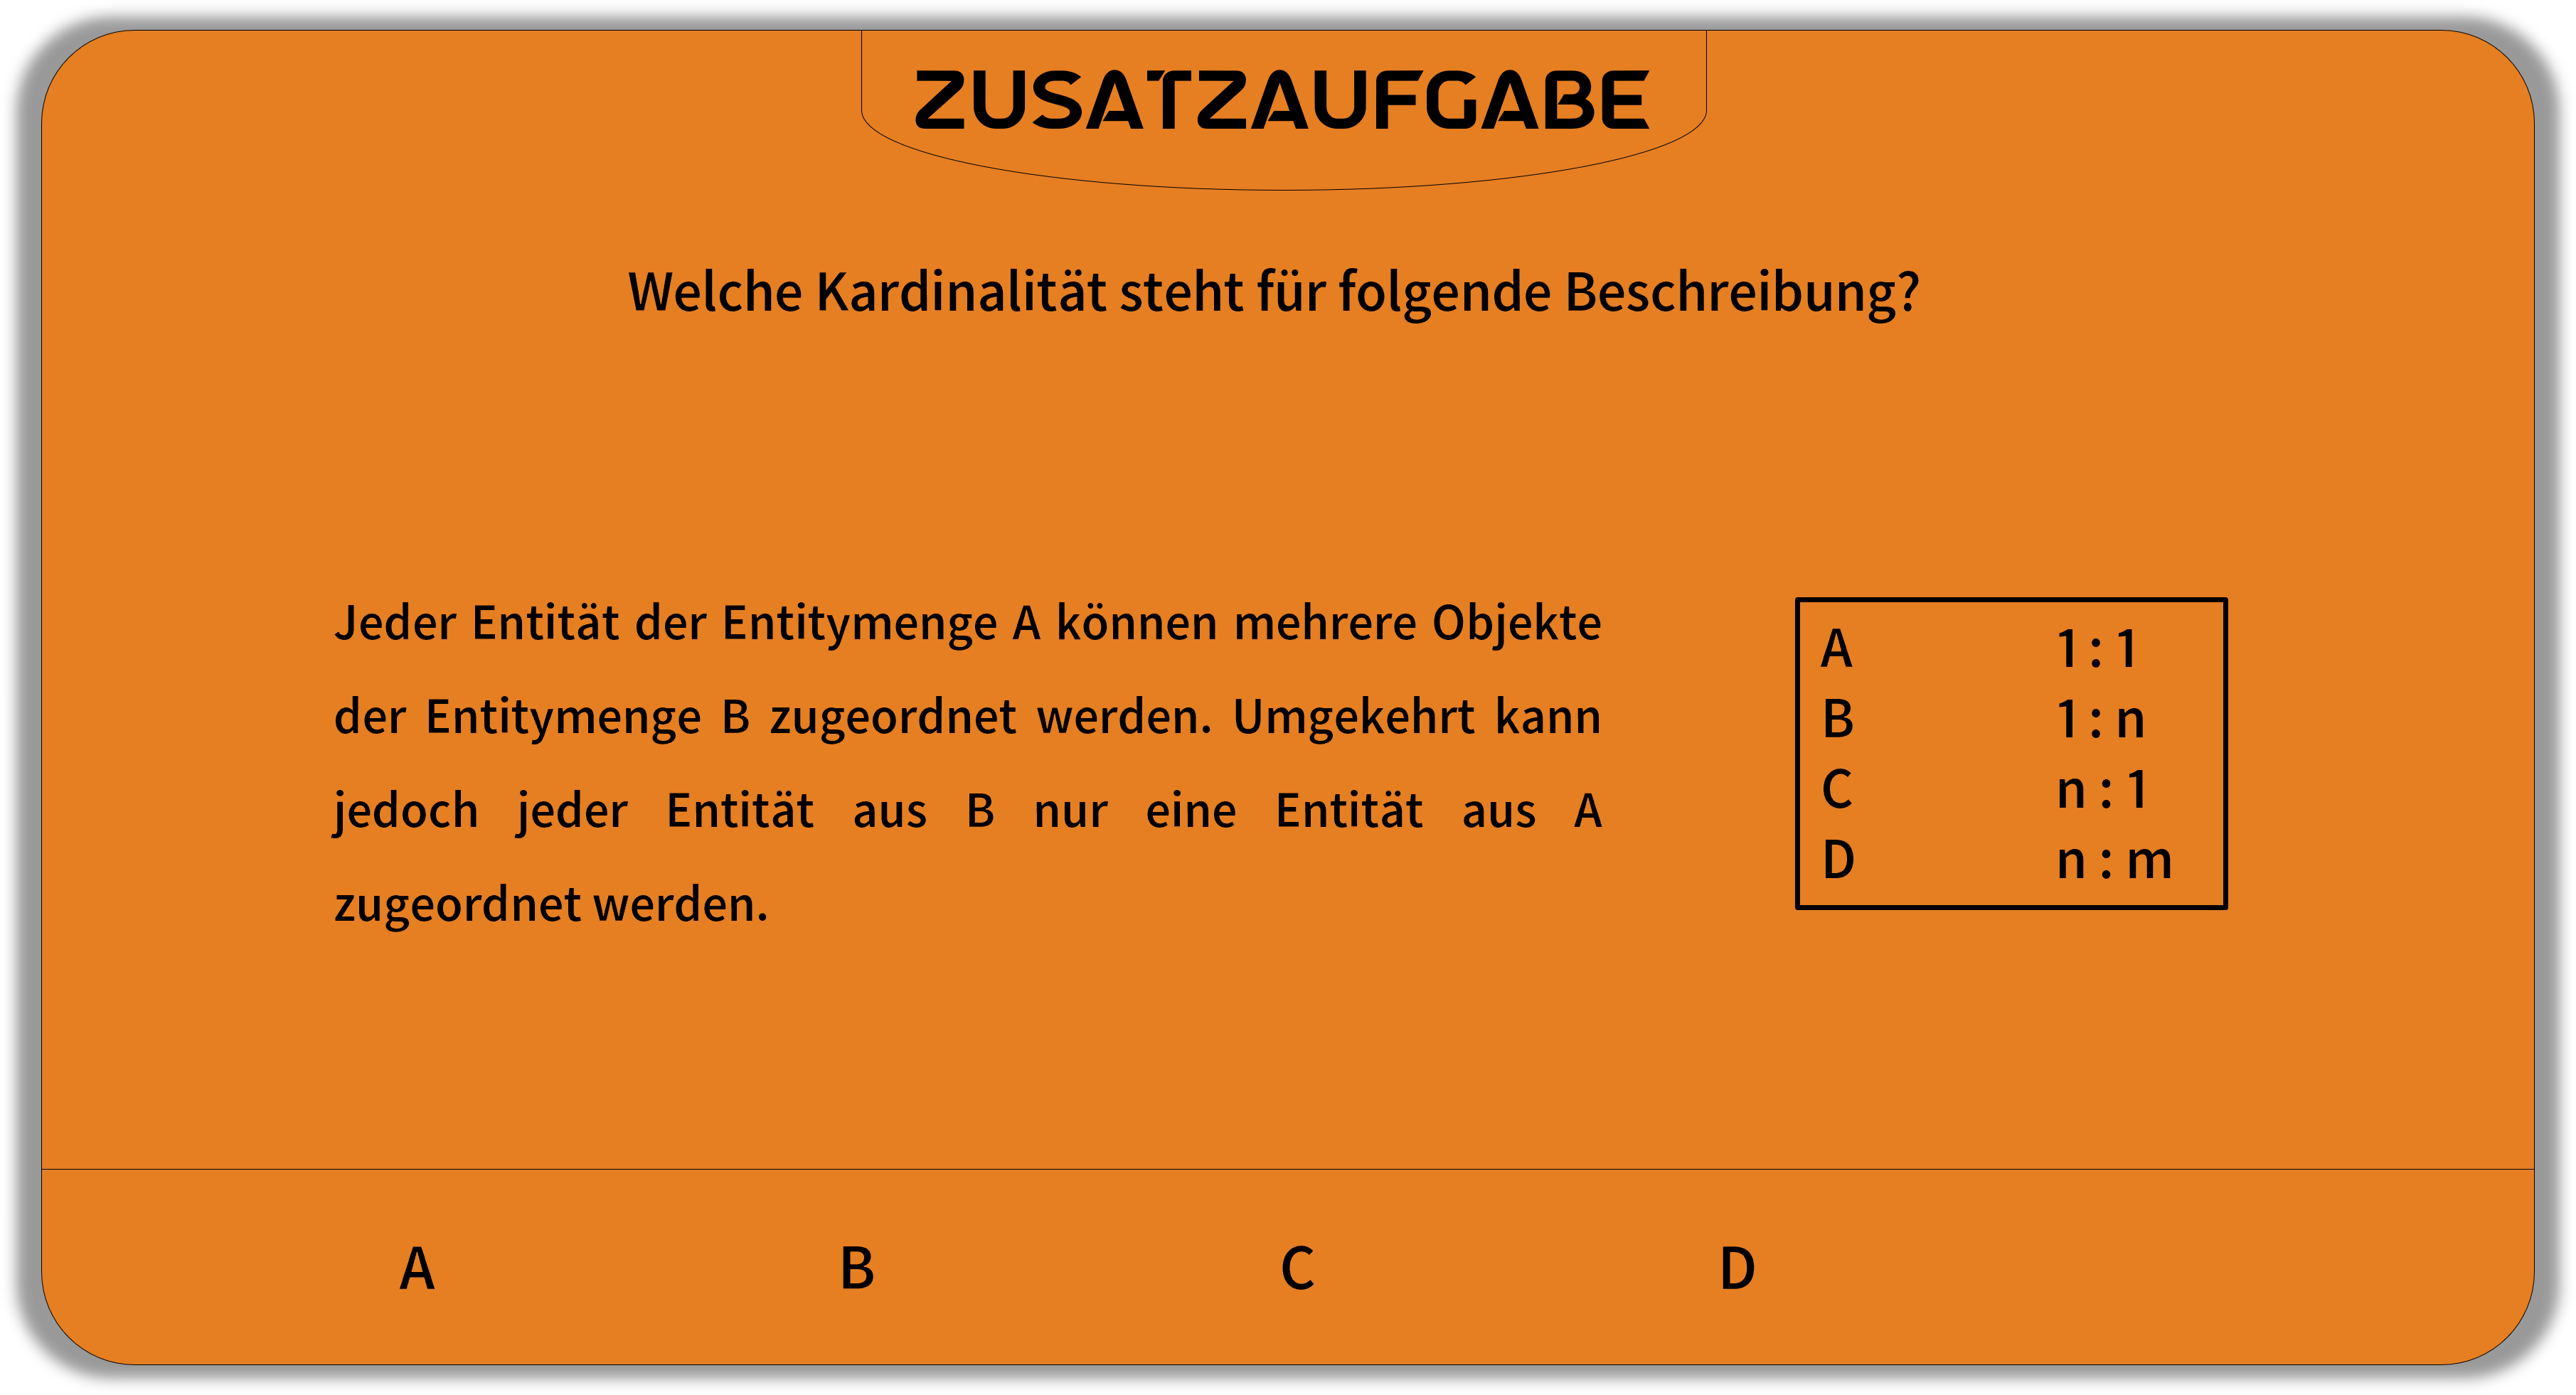 ZUSATZAUFGABE
Welche Kardinalität steht für folgende Beschreibung?
Jeder Entität der Entitymenge A können mehrere Objekte
der Entitymenge B zugeordnet werden. Umgekehrt kann
jedoch jeder Entität aus B nur eine Entität aus A
zugeordnet werden.
A 1 : 1
B 1 : n
C n : 1
D n : m
A B C D